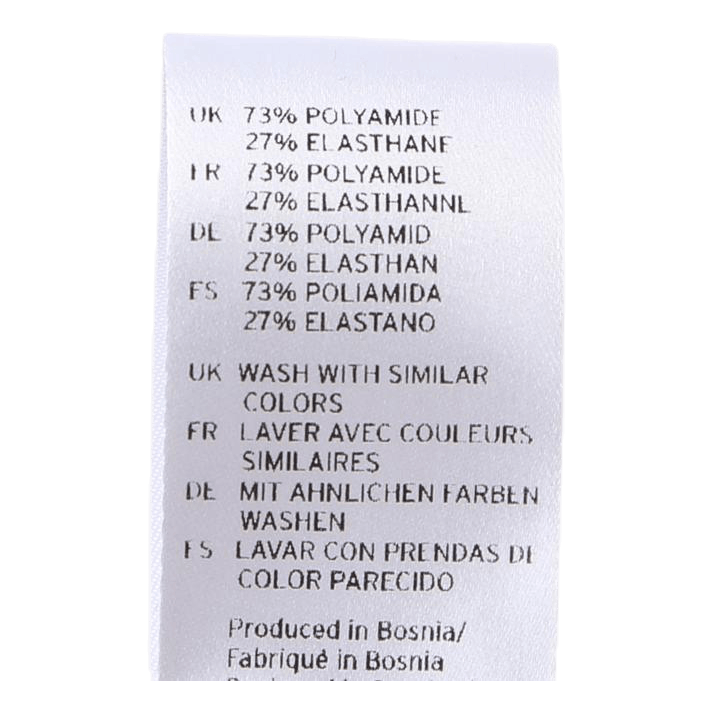 UK 73% POLYAMIDE
27% ELASTHANE
FR 73% POLYAMIDE
27% ELASTHANNE
DE 73% POLYAMID
27% ELASTHAN
ES 73% POLIAMIDA
27% ELASTANO
UK WASH WITH SIMILAR
COLORS
FR LAVER AVEC COULEURS
SIMILAIRES
DE MIT AHNLICHEN FARBEN
WASHEN
ES LAVAR CON PRENDAS DE
COLOR PARECIDO
Produced in Bosnia/
Fabriqué in Bosnia